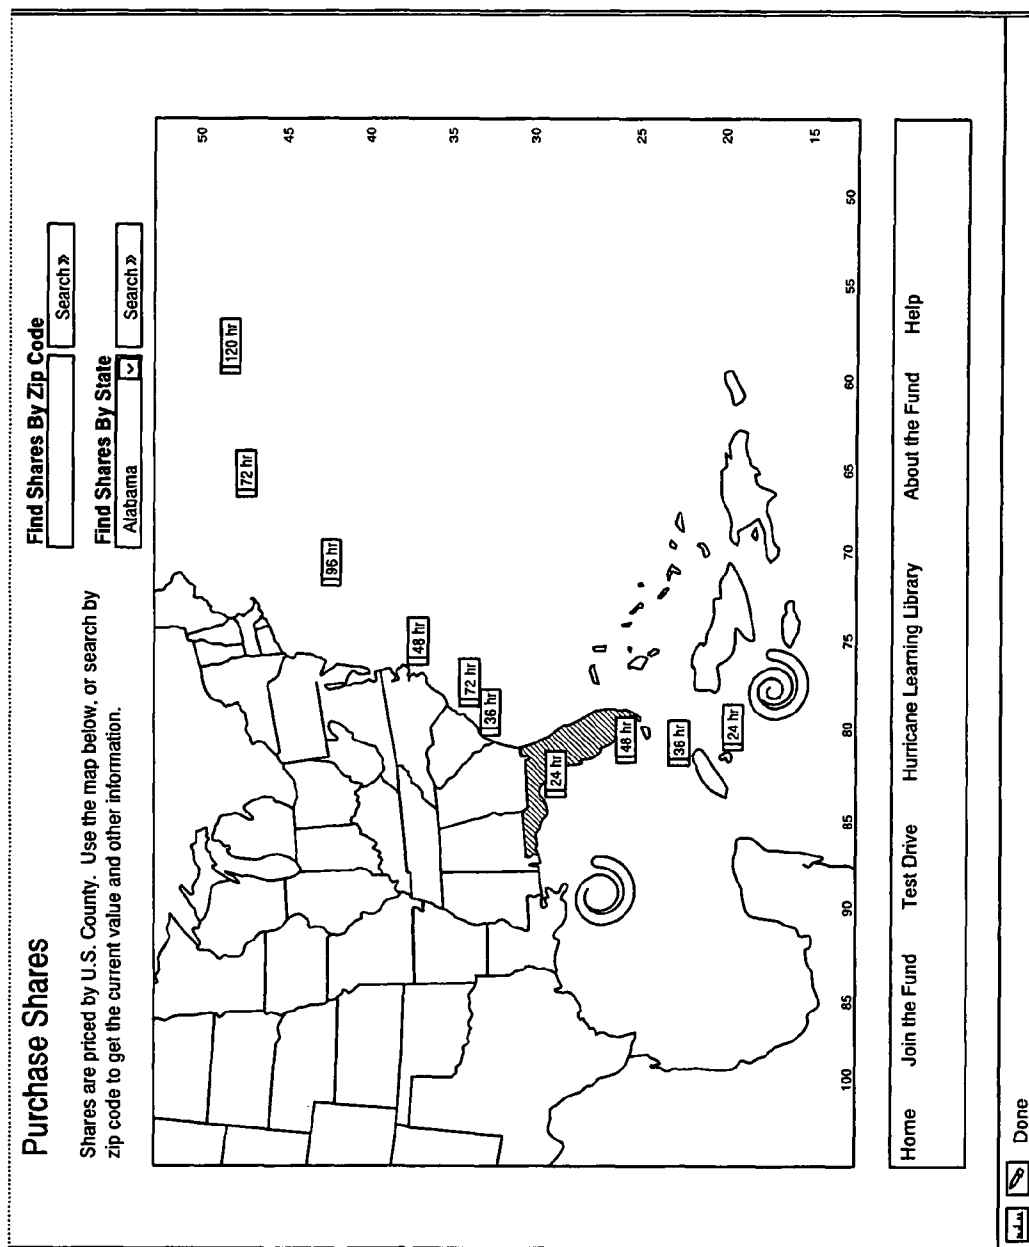 Purchase Shares
Shares are priced by U.S. County. Use the map below, or search by
zip code to get the current value and other information.
Find Shares By Zip Code
Search »
Find Shares By State
Alabama
Search »
120 hr
72 hr
96 hr
48 hr
72 hr
36 hr
24 hr
48 hr
36 hr
24 hr
50
45
40
35
30
25
20
15
100
85
90
85
80
75
70
65
60
55
50
Home Join the Fund Test Drive Hurricane Learning Library About the Fund Help
Done